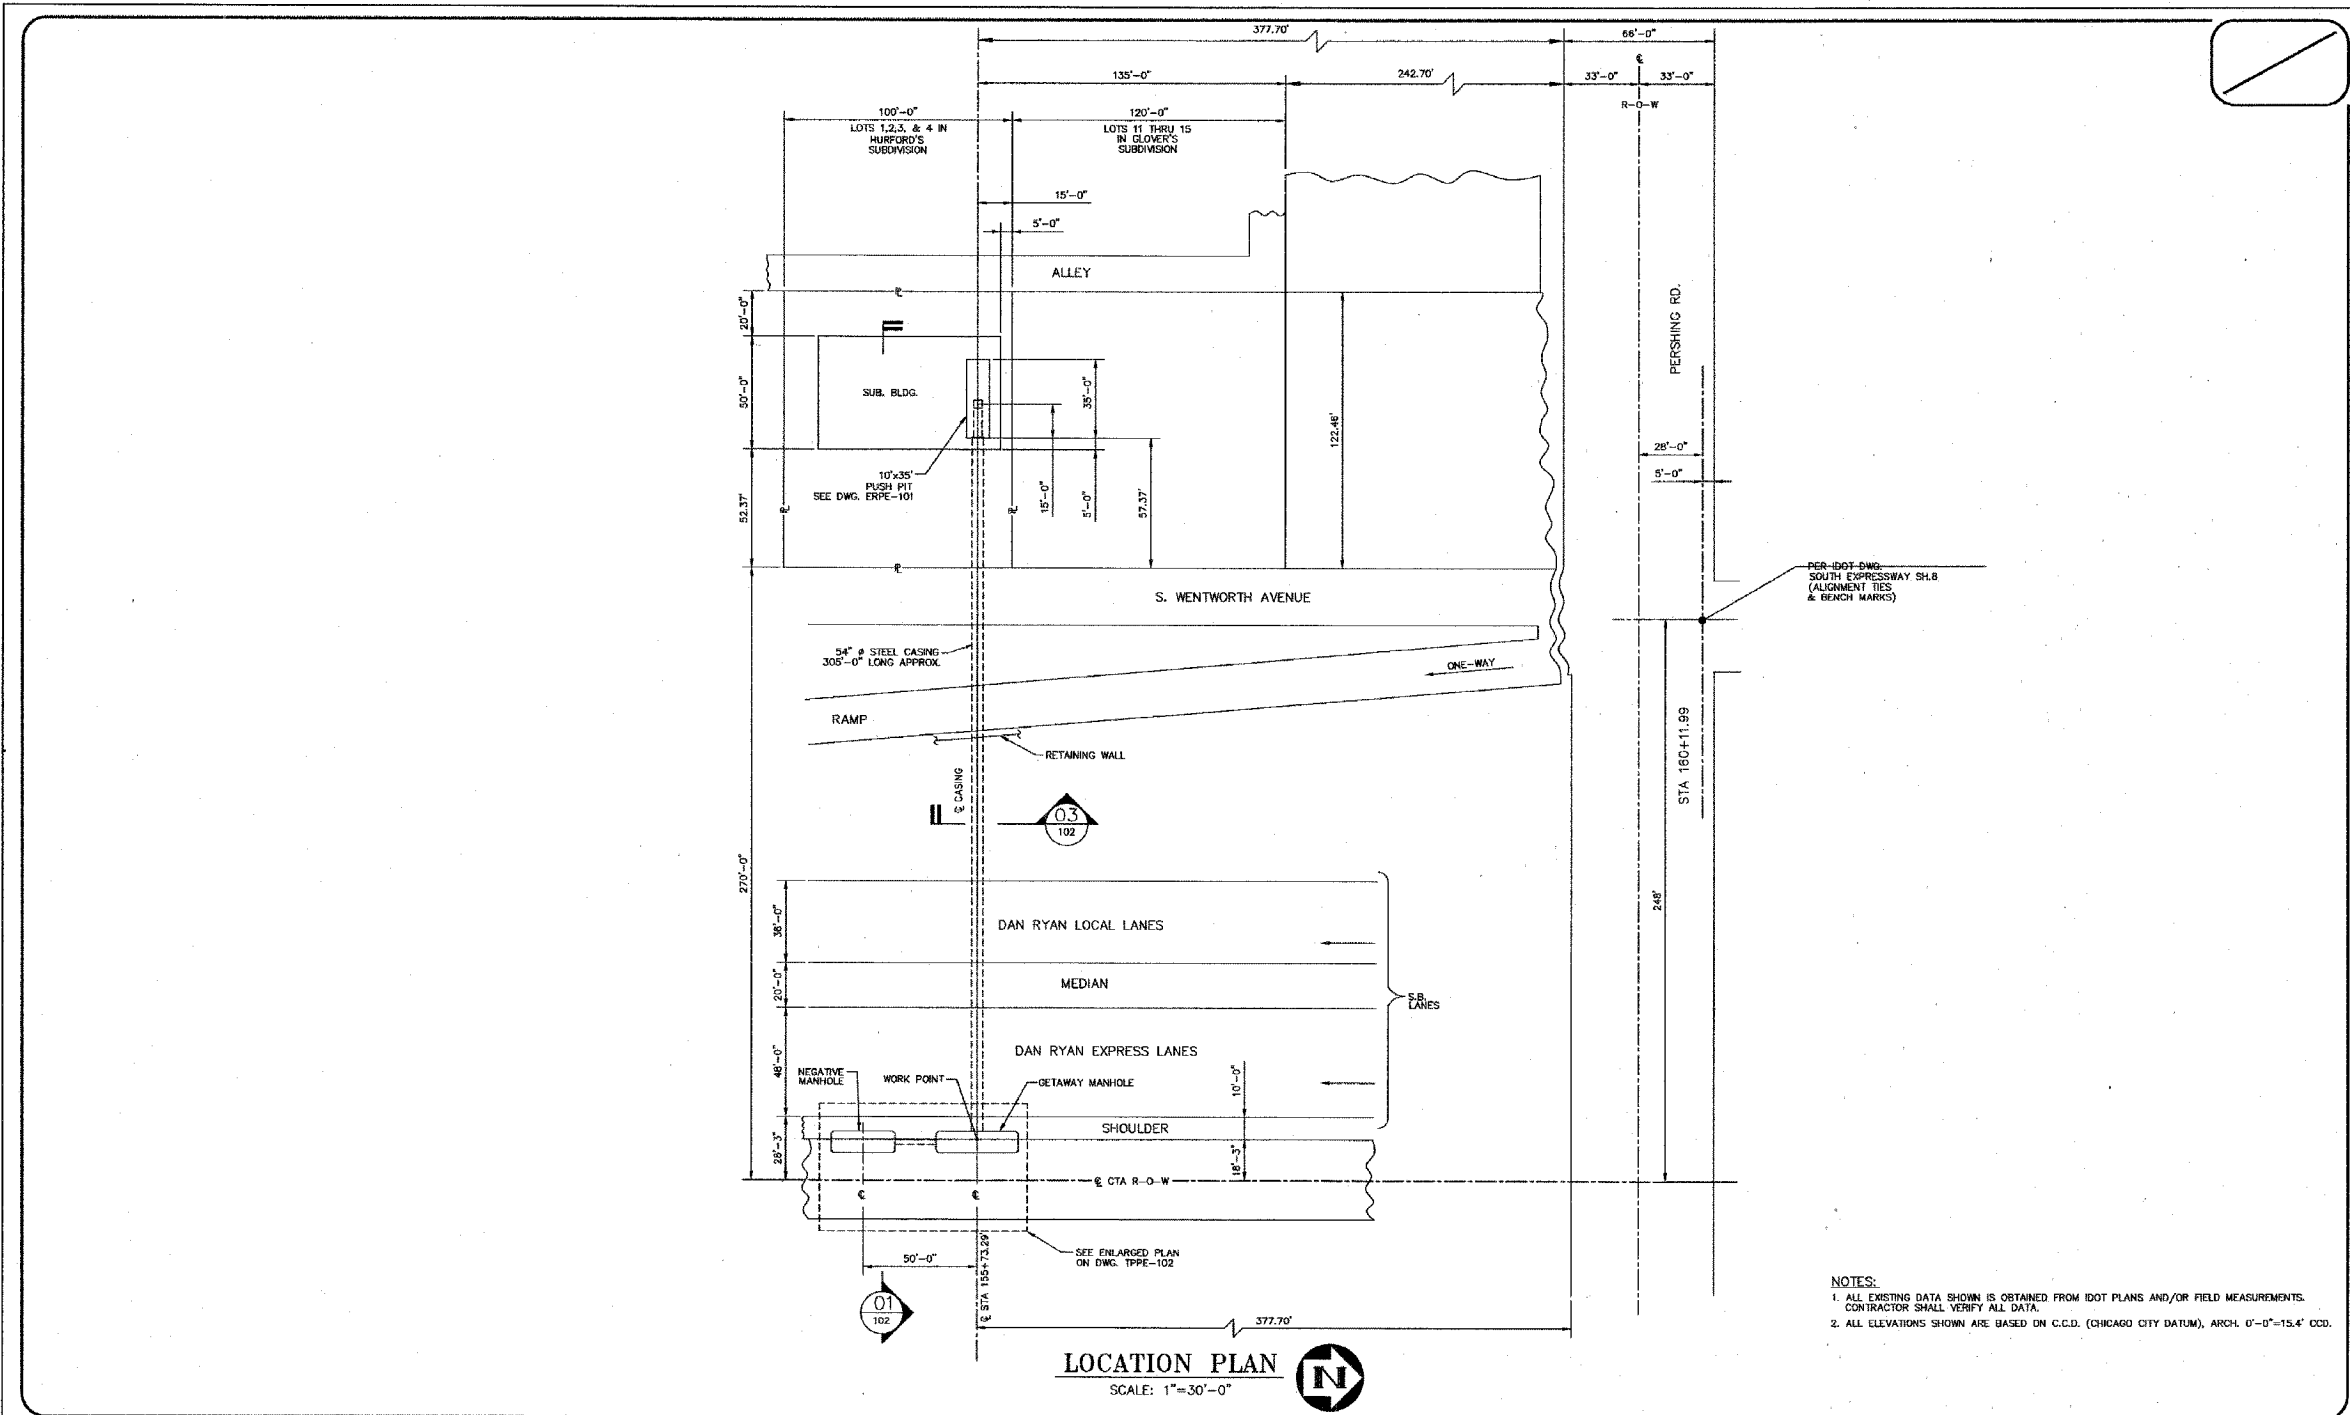 377.70'
66'-0"
℄
135'-0"
242.70'
33'-0"
33'-0"
R-O-W
100'-0"
LOTS 1,2,3, & 4 IN
HURFORD'S
SUBDIVISION
120'-0"
LOTS 11 THRU 15
IN GLOVER'S
SUBDIVISION
15'-0"
5'-0"
ALLEY
20'-0"
50'-0"
52.37'
SUB. BLDG.
35'-0"
122.46'
PERSHING RD.
10'x35'
PUSH PIT
SEE DWG. ERPE-101
15'-0"
5'-0"
57.37'
28'-0"
5'-0"
PER IDOT DWG.
SOUTH EXPRESSWAY SH.8
(ALIGNMENT TIES
& BENCH MARKS)
S. WENTWORTH AVENUE
54" ø STEEL CASING
305'-0" LONG APPROX.
ONE-WAY
RAMP
RETAINING WALL
℄ CASING
03
102
STA 160+11.99
248'
270'-0"
36'-0"
DAN RYAN LOCAL LANES
20'-0"
MEDIAN
S.B.
LANES
48'-0"
DAN RYAN EXPRESS LANES
NEGATIVE
MANHOLE
WORK POINT
GETAWAY MANHOLE
10'-0"
SHOULDER
28'-3"
18'-3"
℄ CTA R-O-W
℄
℄
50'-0"
℄ STA 155+73.29'
SEE ENLARGED PLAN
ON DWG. TPPE-102
01
102
377.70'
LOCATION PLAN
SCALE: 1"=30'-0"
N
NOTES:
1. ALL EXISTING DATA SHOWN IS OBTAINED FROM IDOT PLANS AND/OR FIELD MEASUREMENTS.
CONTRACTOR SHALL VERIFY ALL DATA.
2. ALL ELEVATIONS SHOWN ARE BASED ON C.C.D. (CHICAGO CITY DATUM), ARCH. 0'-0"=15.4' CCD.